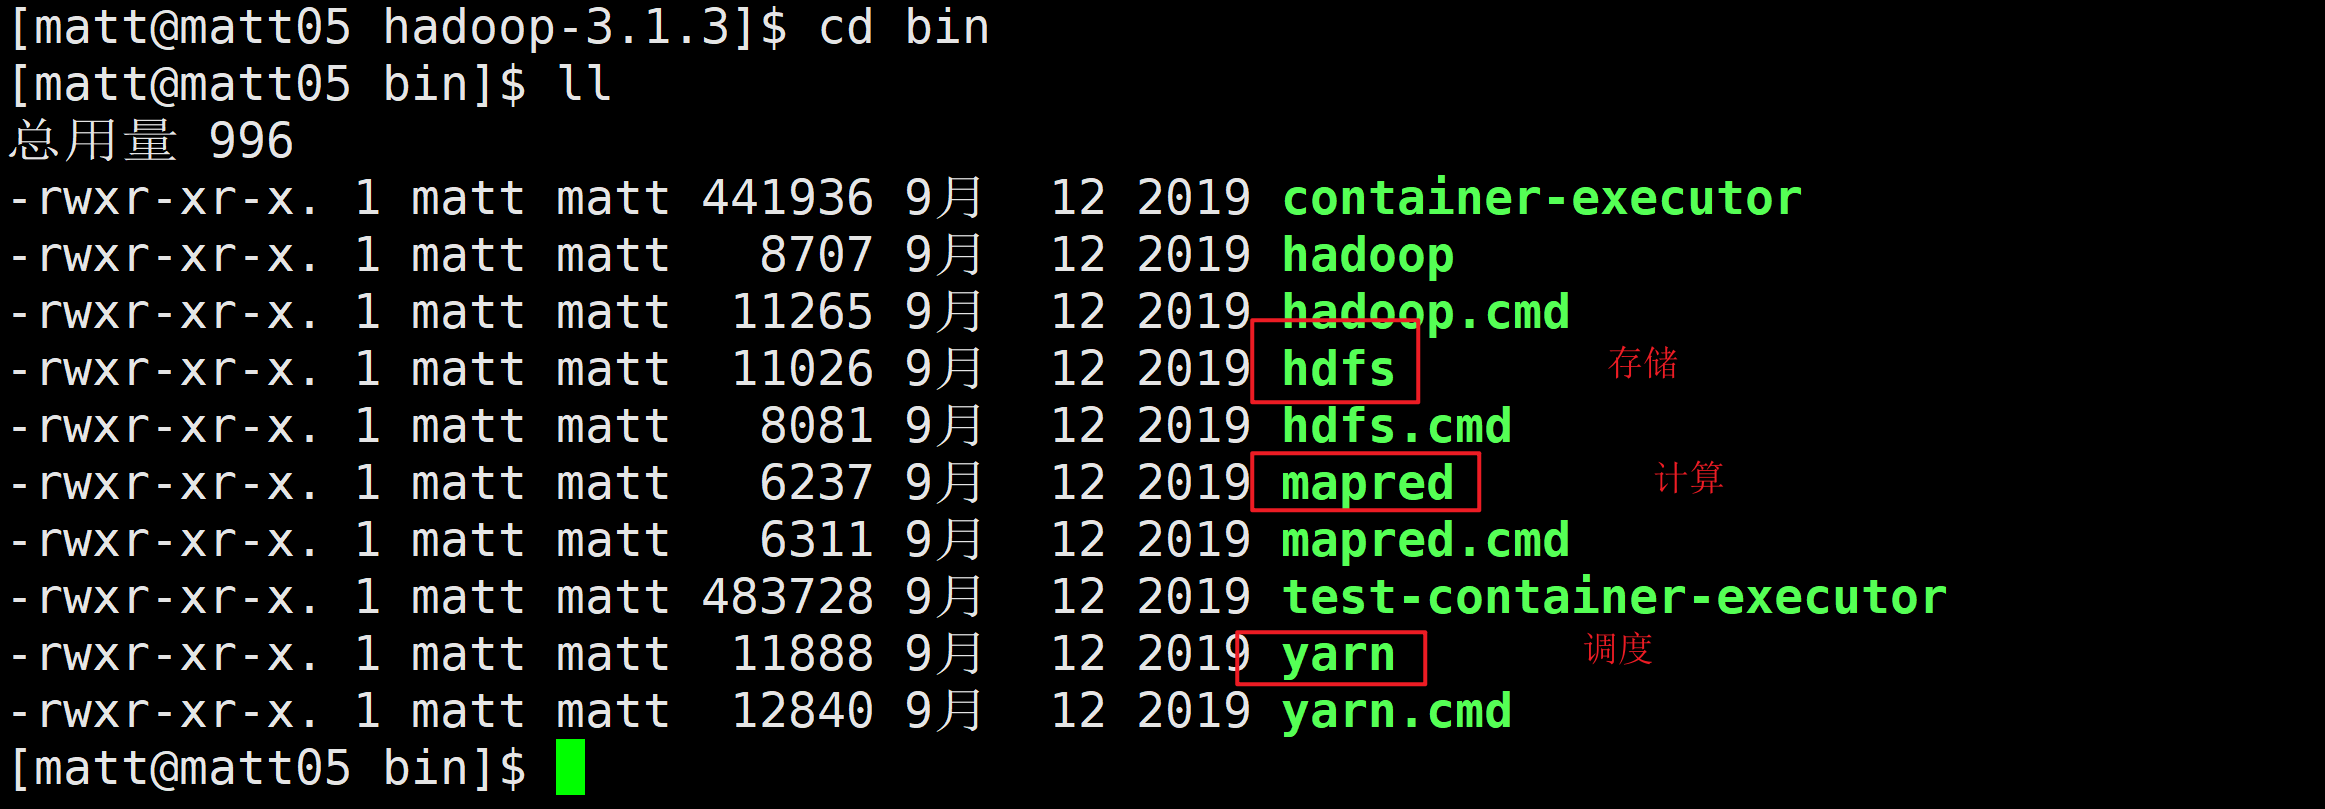 [matt@matt05 hadoop-3.1.3]$ cd bin
[matt@matt05 bin]$ ll
总用量 996
-rwxr-xr-x. 1 matt matt 441936 9月  12 2019 container-executor
-rwxr-xr-x. 1 matt matt   8707 9月  12 2019 hadoop
-rwxr-xr-x. 1 matt matt  11265 9月  12 2019 hadoop.cmd
-rwxr-xr-x. 1 matt matt  11026 9月  12 2019 hdfs 存储
-rwxr-xr-x. 1 matt matt   8081 9月  12 2019 hdfs.cmd
-rwxr-xr-x. 1 matt matt   6237 9月  12 2019 mapred 计算
-rwxr-xr-x. 1 matt matt   6311 9月  12 2019 mapred.cmd
-rwxr-xr-x. 1 matt matt 483728 9月  12 2019 test-container-executor
-rwxr-xr-x. 1 matt matt  11888 9月  12 2019 yarn 调度
-rwxr-xr-x. 1 matt matt  12840 9月  12 2019 yarn.cmd
[matt@matt05 bin]$